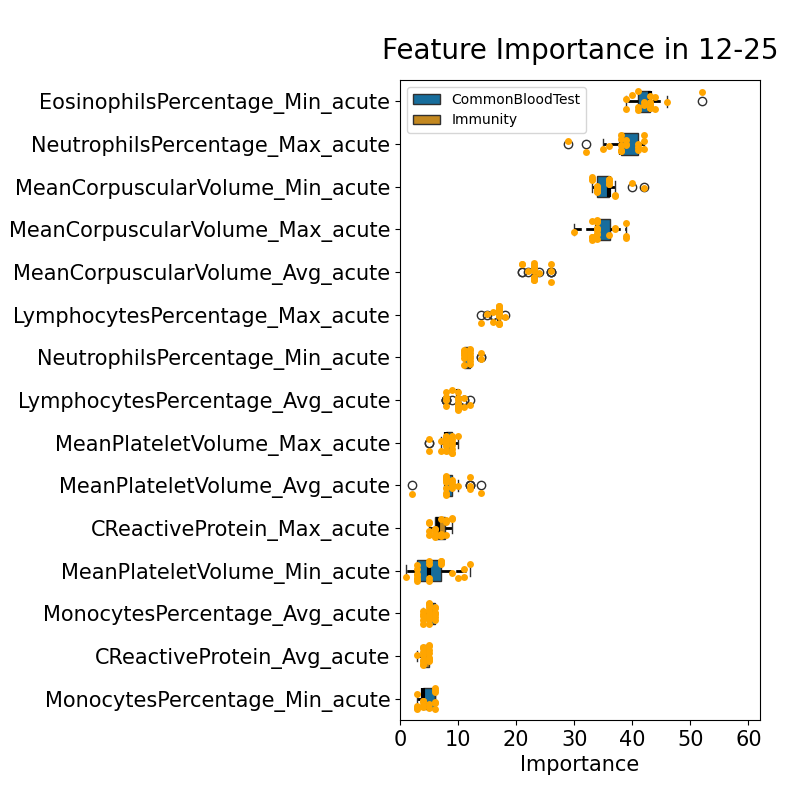 Feature Importance in 12-25
CommonBloodTest
Immunity
EosinophilsPercentage_Min_acute
NeutrophilsPercentage_Max_acute
MeanCorpuscularVolume_Min_acute
MeanCorpuscularVolume_Max_acute
MeanCorpuscularVolume_Avg_acute
LymphocytesPercentage_Max_acute
NeutrophilsPercentage_Min_acute
LymphocytesPercentage_Avg_acute
MeanPlateletVolume_Max_acute
MeanPlateletVolume_Avg_acute
CReactiveProtein_Max_acute
MeanPlateletVolume_Min_acute
MonocytesPercentage_Avg_acute
CReactiveProtein_Avg_acute
MonocytesPercentage_Min_acute
0 10 20 30 40 50 60
Importance